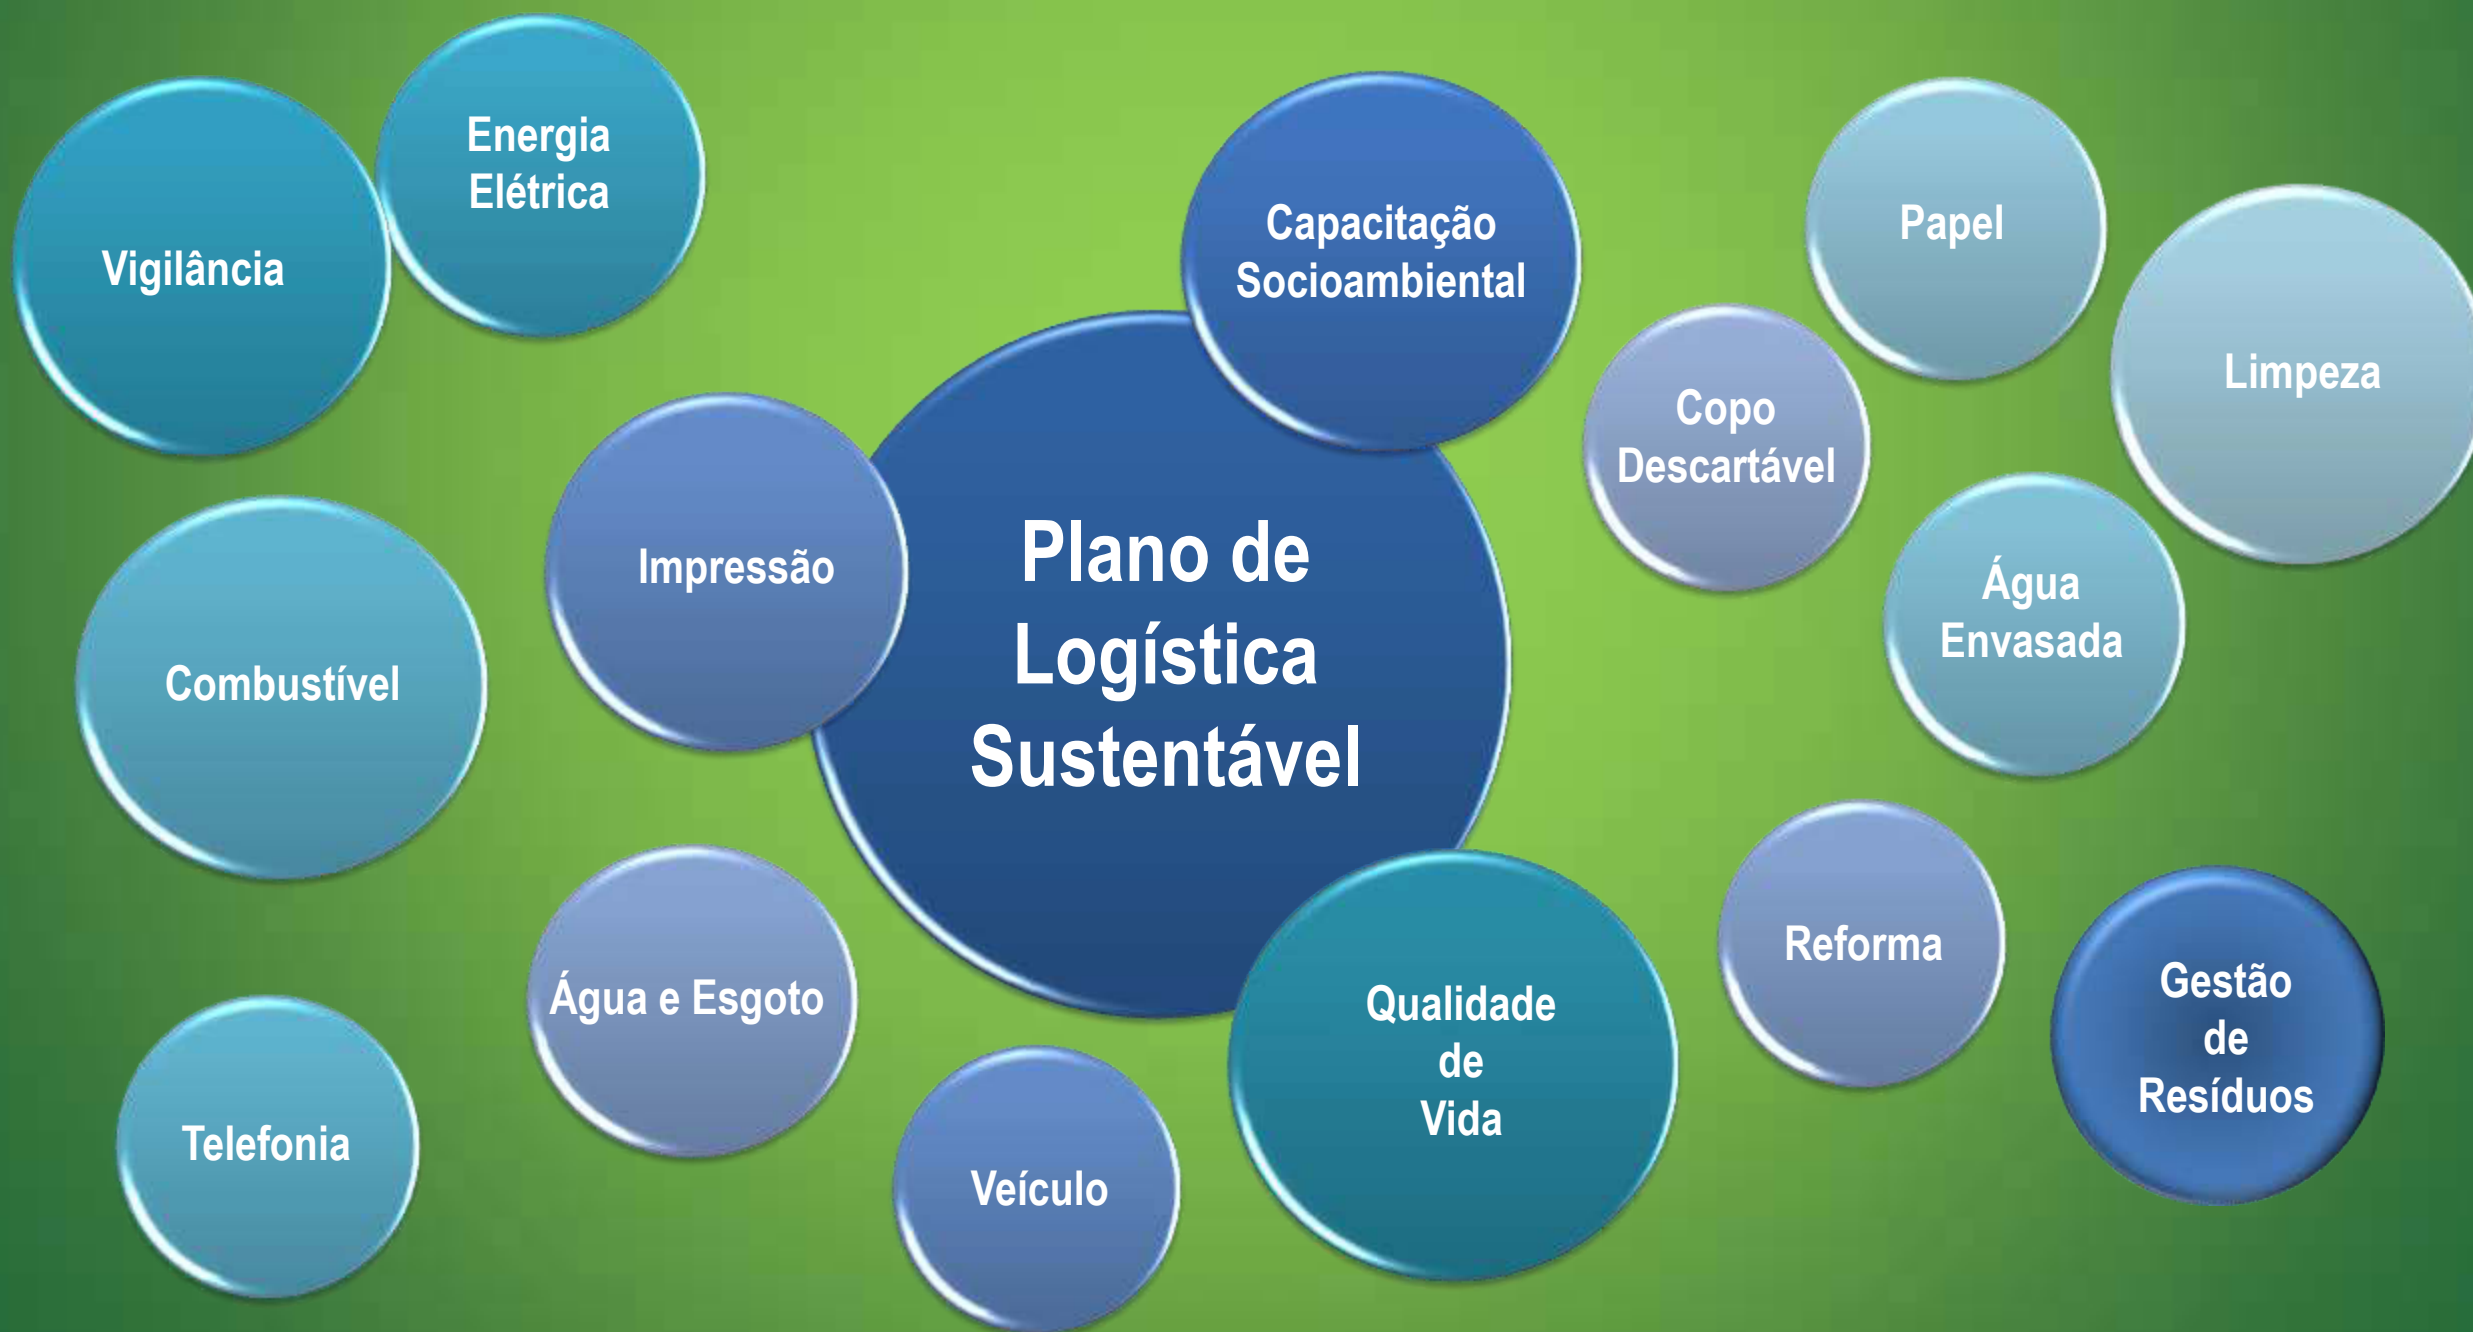 Energia
Elétrica
Vigilância
Capacitação
Socioambiental
Papel
Limpeza
Copo
Descartável
Impressão
Plano de
Logística
Sustentável
Água
Envasada
Combustível
Reforma
Água e Esgoto
Qualidade
de
Vida
Gestão
de
Resíduos
Telefonia
Veículo